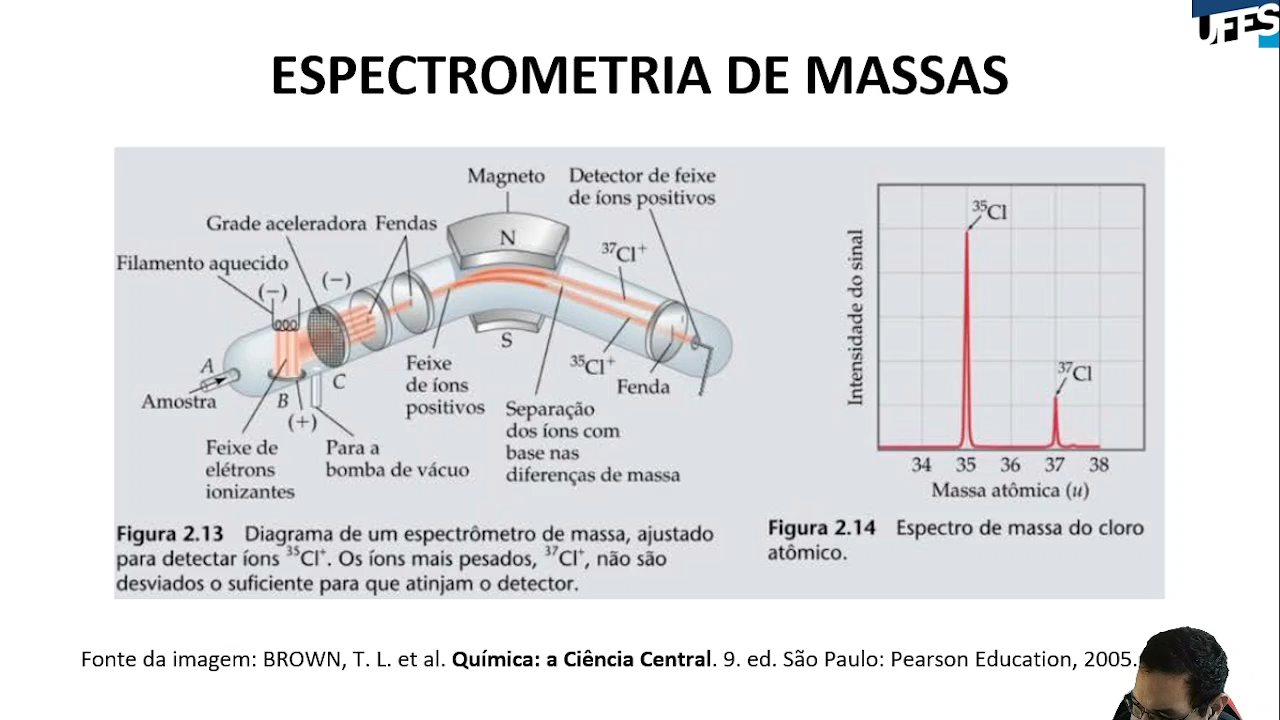 UFES
ESPECTROMETRIA DE MASSAS
Magneto
Detector de feixe
de íons positivos
Grade aceleradora
Fendas
Filamento aquecido
(−)
(−)
N
³⁷Cl⁺
S
³⁵Cl⁺
Fenda
A
Amostra
B
C
(+)
Feixe
de íons
positivos
Separação
dos íons com
base nas
diferenças de massa
Feixe de
elétrons
ionizantes
Para a
bomba de vácuo
Figura 2.13 Diagrama de um espectrômetro de massa, ajustado
para detectar íons ³⁵Cl⁺. Os íons mais pesados, ³⁷Cl⁺, não são
desviados o suficiente para que atinjam o detector.
Intensidade do sinal
³⁵Cl
³⁷Cl
34 35 36 37 38
Massa atômica (u)
Figura 2.14 Espectro de massa do cloro
atômico.
Fonte da imagem: BROWN, T. L. et al. Química: a Ciência Central. 9. ed. São Paulo: Pearson Education, 2005.